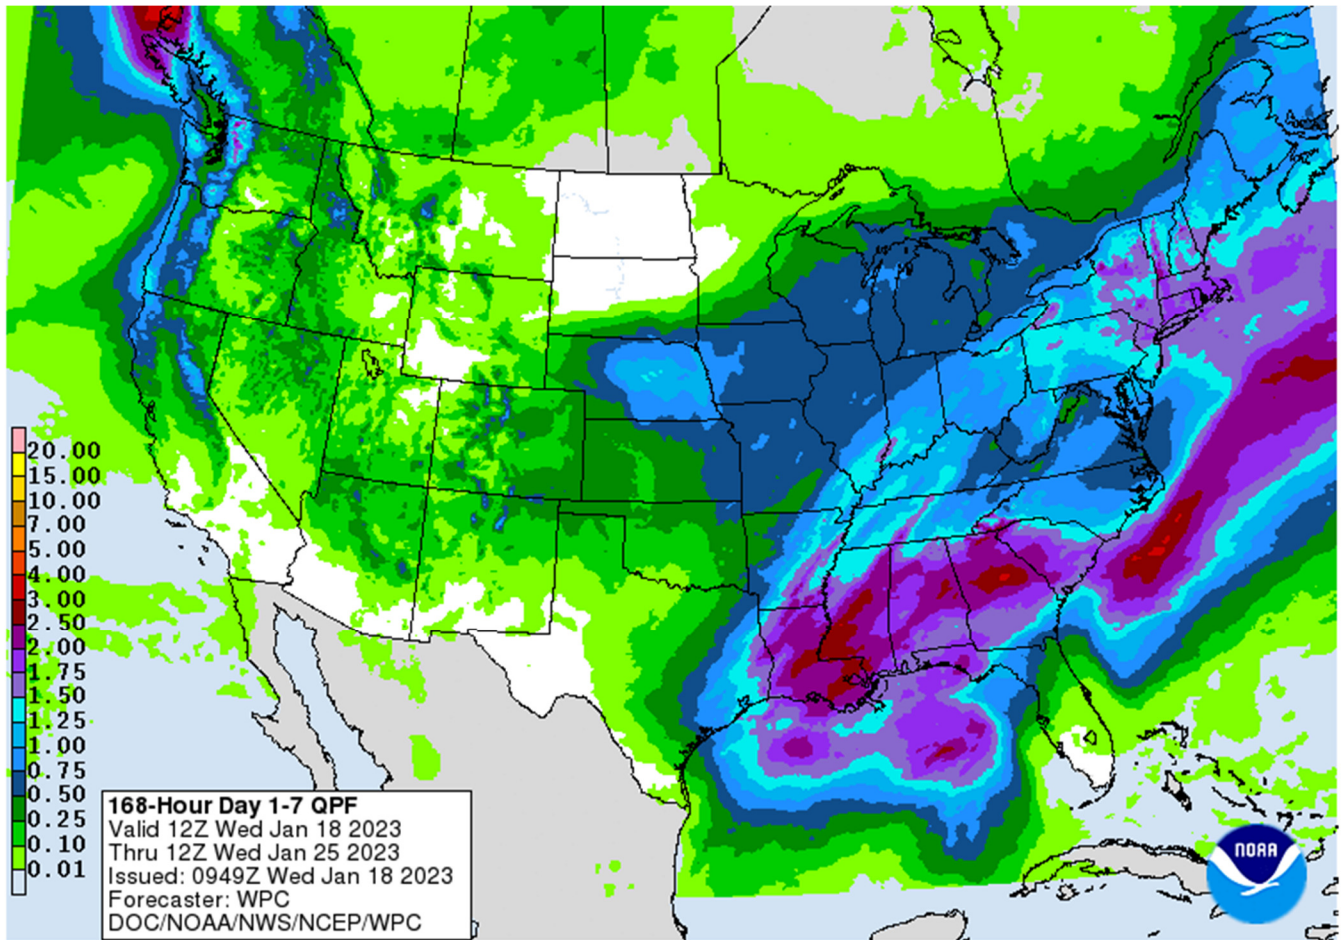 20.00
15.00
10.00
7.00
5.00
4.00
3.00
2.50
2.00
1.75
1.50
1.25
1.00
0.75
0.50
0.25
0.10
0.01
168-Hour Day 1-7 QPF
Valid 12Z Wed Jan 18 2023
Thru 12Z Wed Jan 25 2023
Issued: 0949Z Wed Jan 18 2023
Forecaster: WPC
DOC/NOAA/NWS/NCEP/WPC
NOAA